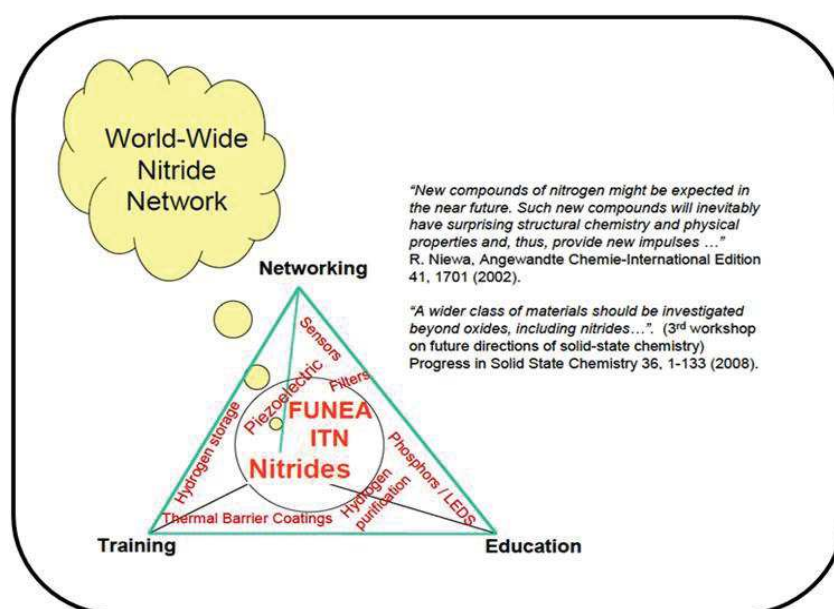 World-Wide
Nitride
Network
"New compounds of nitrogen might be expected in
the near future. Such new compounds will inevitably
have surprising structural chemistry and physical
properties and, thus, provide new impulses …"
R. Niewa, Angewandte Chemie-International Edition
41, 1701 (2002).
"A wider class of materials should be investigated
beyond oxides, including nitrides…". (3rd workshop
on future directions of solid-state chemistry)
Progress in Solid State Chemistry 36, 1-133 (2008).
Networking
Sensors
Piezoelectric
Filters
FUNEA
ITN
Nitrides
Hydrogen storage
Phosphors / LEDS
Hydrogen
purification
Thermal Barrier Coatings
Training
Education